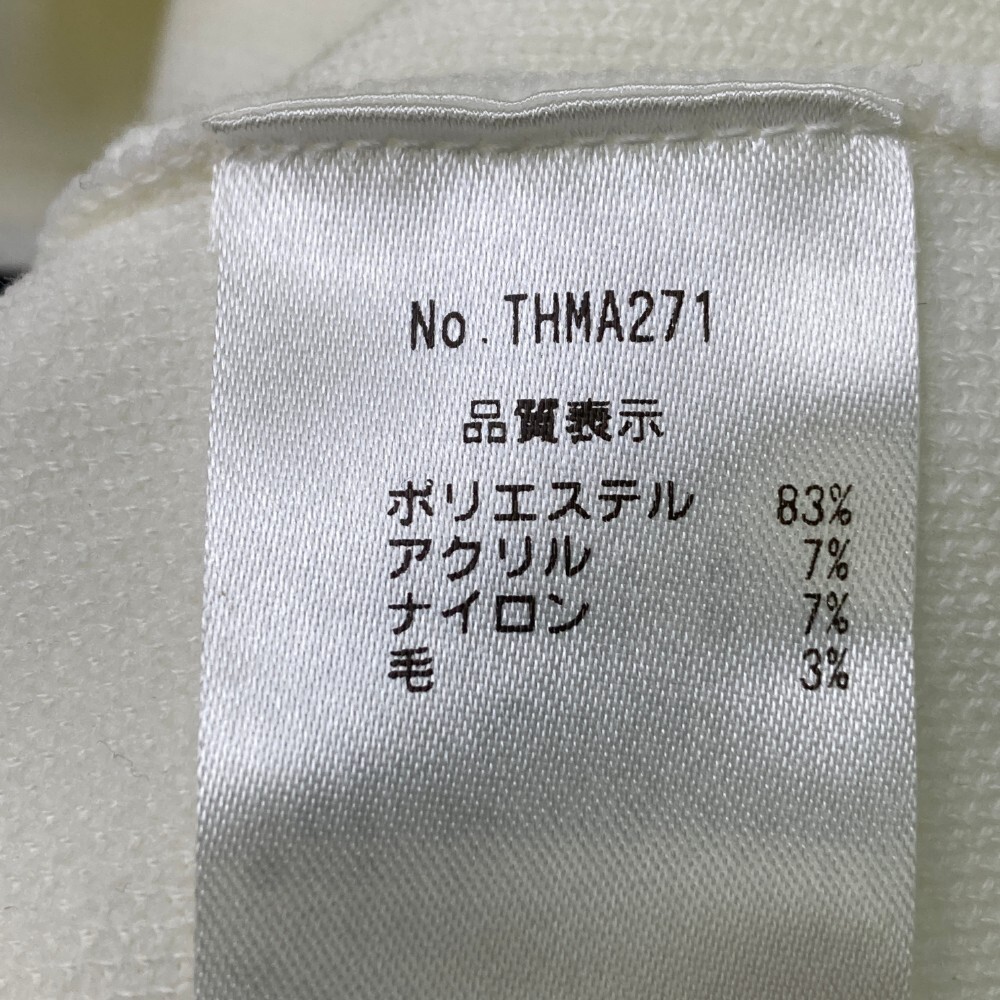 No.THMA271
品質表示
ポリエステル 83%
アクリル 7%
ナイロン 7%
毛 3%